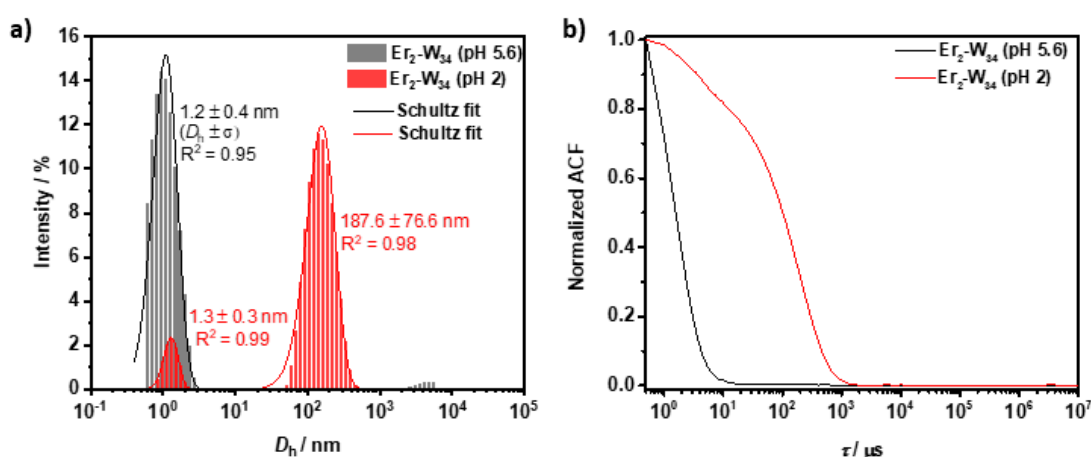 a)
16
14
12
10
8
6
4
2
0
Intensity / %
10⁻¹ 10⁰ 10¹ 10² 10³ 10⁴ 10⁵
Dₕ / nm
Er₂-W₃₄ (pH 5.6)
Er₂-W₃₄ (pH 2)
Schultz fit
Schultz fit
1.2 ± 0.4 nm
(Dₕ ± σ)
R² = 0.95
187.6 ± 76.6 nm
R² = 0.98
1.3 ± 0.3 nm
R² = 0.99
b)
1.0
0.8
0.6
0.4
0.2
0.0
Normalized ACF
10⁰ 10¹ 10² 10³ 10⁴ 10⁵ 10⁶ 10⁷
τ / µs
Er₂-W₃₄ (pH 5.6)
Er₂-W₃₄ (pH 2)